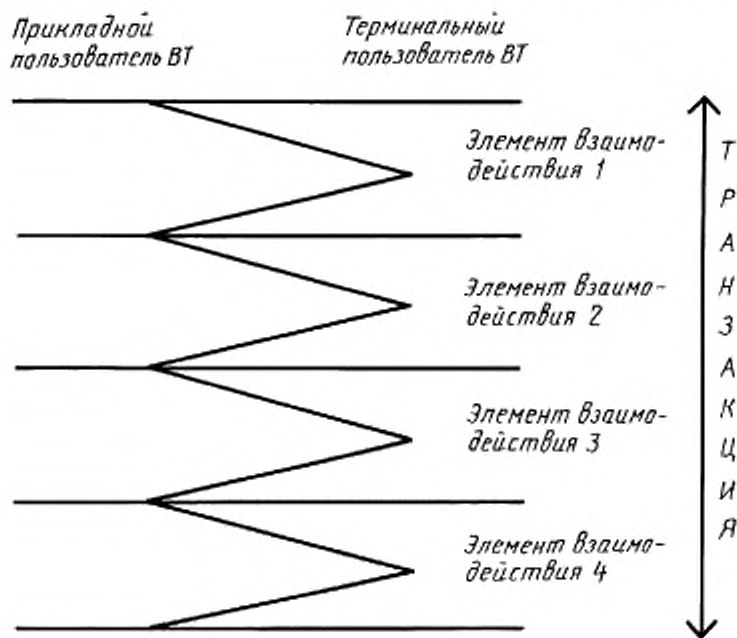 Прикладной
пользователь ВТ
Терминальный
пользователь ВТ
Элемент взаимо-
действия 1
Элемент взаимо-
действия 2
Элемент взаимо-
действия 3
Элемент взаимо-
действия 4
ТРАНЗАКЦИЯ